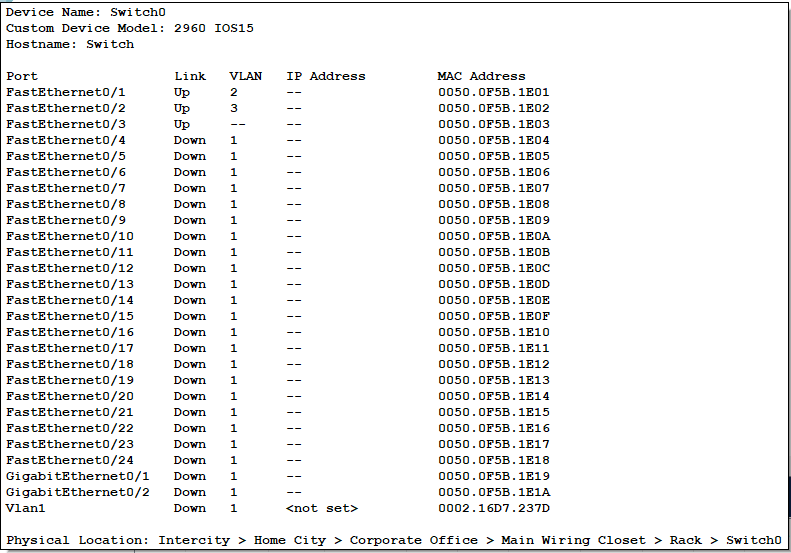 Device Name: Switch0
Custom Device Model: 2960 IOS15
Hostname: Switch
Port Link VLAN IP Address MAC Address
FastEthernet0/1 Up 2 -- 0050.0F5B.1E01
FastEthernet0/2 Up 3 -- 0050.0F5B.1E02
FastEthernet0/3 Up -- -- 0050.0F5B.1E03
FastEthernet0/4 Down 1 -- 0050.0F5B.1E04
FastEthernet0/5 Down 1 -- 0050.0F5B.1E05
FastEthernet0/6 Down 1 -- 0050.0F5B.1E06
FastEthernet0/7 Down 1 -- 0050.0F5B.1E07
FastEthernet0/8 Down 1 -- 0050.0F5B.1E08
FastEthernet0/9 Down 1 -- 0050.0F5B.1E09
FastEthernet0/10 Down 1 -- 0050.0F5B.1E0A
FastEthernet0/11 Down 1 -- 0050.0F5B.1E0B
FastEthernet0/12 Down 1 -- 0050.0F5B.1E0C
FastEthernet0/13 Down 1 -- 0050.0F5B.1E0D
FastEthernet0/14 Down 1 -- 0050.0F5B.1E0E
FastEthernet0/15 Down 1 -- 0050.0F5B.1E0F
FastEthernet0/16 Down 1 -- 0050.0F5B.1E10
FastEthernet0/17 Down 1 -- 0050.0F5B.1E11
FastEthernet0/18 Down 1 -- 0050.0F5B.1E12
FastEthernet0/19 Down 1 -- 0050.0F5B.1E13
FastEthernet0/20 Down 1 -- 0050.0F5B.1E14
FastEthernet0/21 Down 1 -- 0050.0F5B.1E15
FastEthernet0/22 Down 1 -- 0050.0F5B.1E16
FastEthernet0/23 Down 1 -- 0050.0F5B.1E17
FastEthernet0/24 Down 1 -- 0050.0F5B.1E18
GigabitEthernet0/1 Down 1 -- 0050.0F5B.1E19
GigabitEthernet0/2 Down 1 -- 0050.0F5B.1E1A
Vlan1 Down 1 <not set> 0002.16D7.237D
Physical Location: Intercity > Home City > Corporate Office > Main Wiring Closet > Rack > Switch0